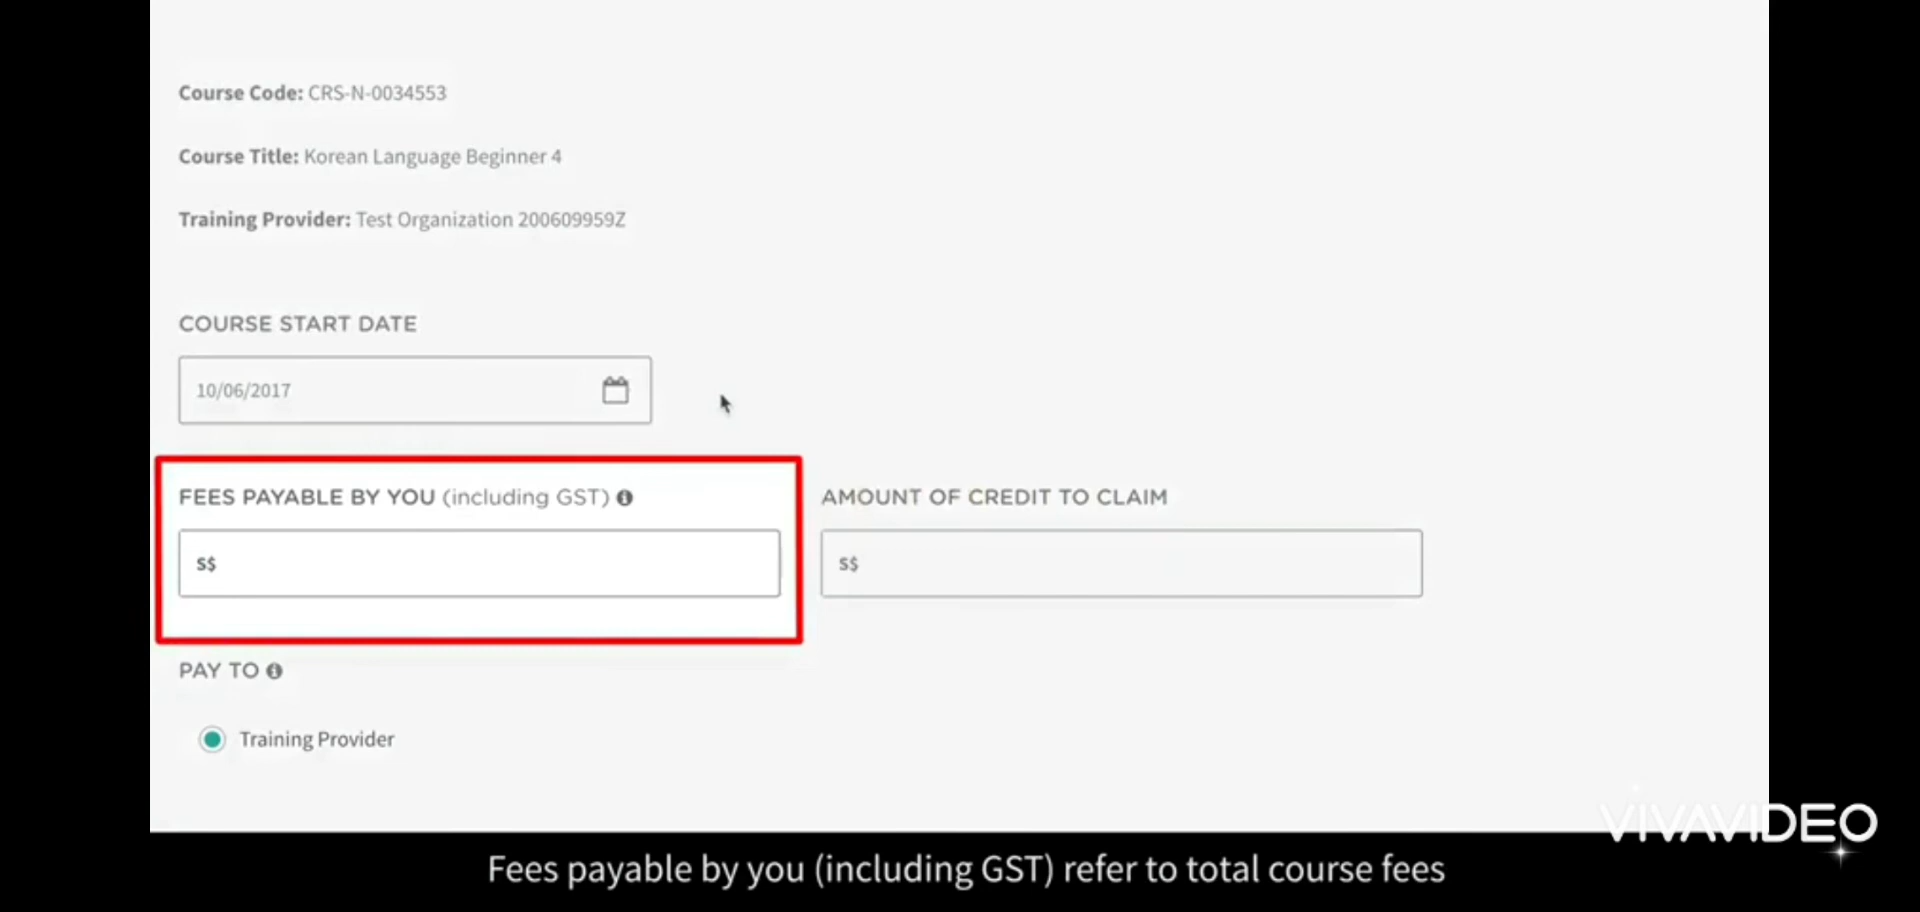 Course Code: CRS-N-0034553
Course Title: Korean Language Beginner 4
Training Provider: Test Organization 200609959Z
COURSE START DATE
10/06/2017
FEES PAYABLE BY YOU (including GST)
AMOUNT OF CREDIT TO CLAIM
S$
S$
PAY TO
Training Provider
VIVAVIDEO
Fees payable by you (including GST) refer to total course fees